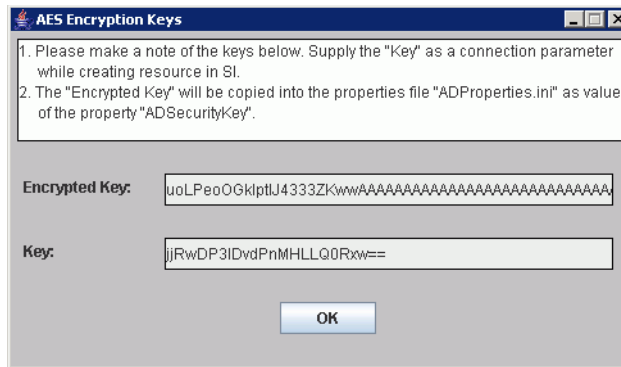 AES Encryption Keys
1. Please make a note of the keys below. Supply the "Key" as a connection parameter
while creating resource in SI.
2. The "Encrypted Key" will be copied into the properties file "ADProperties.ini" as value
of the property "ADSecurityKey".
Encrypted Key: uoLPeoOGklptlJ4333ZKwwAAAAAAAAAAAAAAAAAAAAAAAAAAAA
Key: jjRwDP3lDvdPnMHLLQ0Rxw==
OK